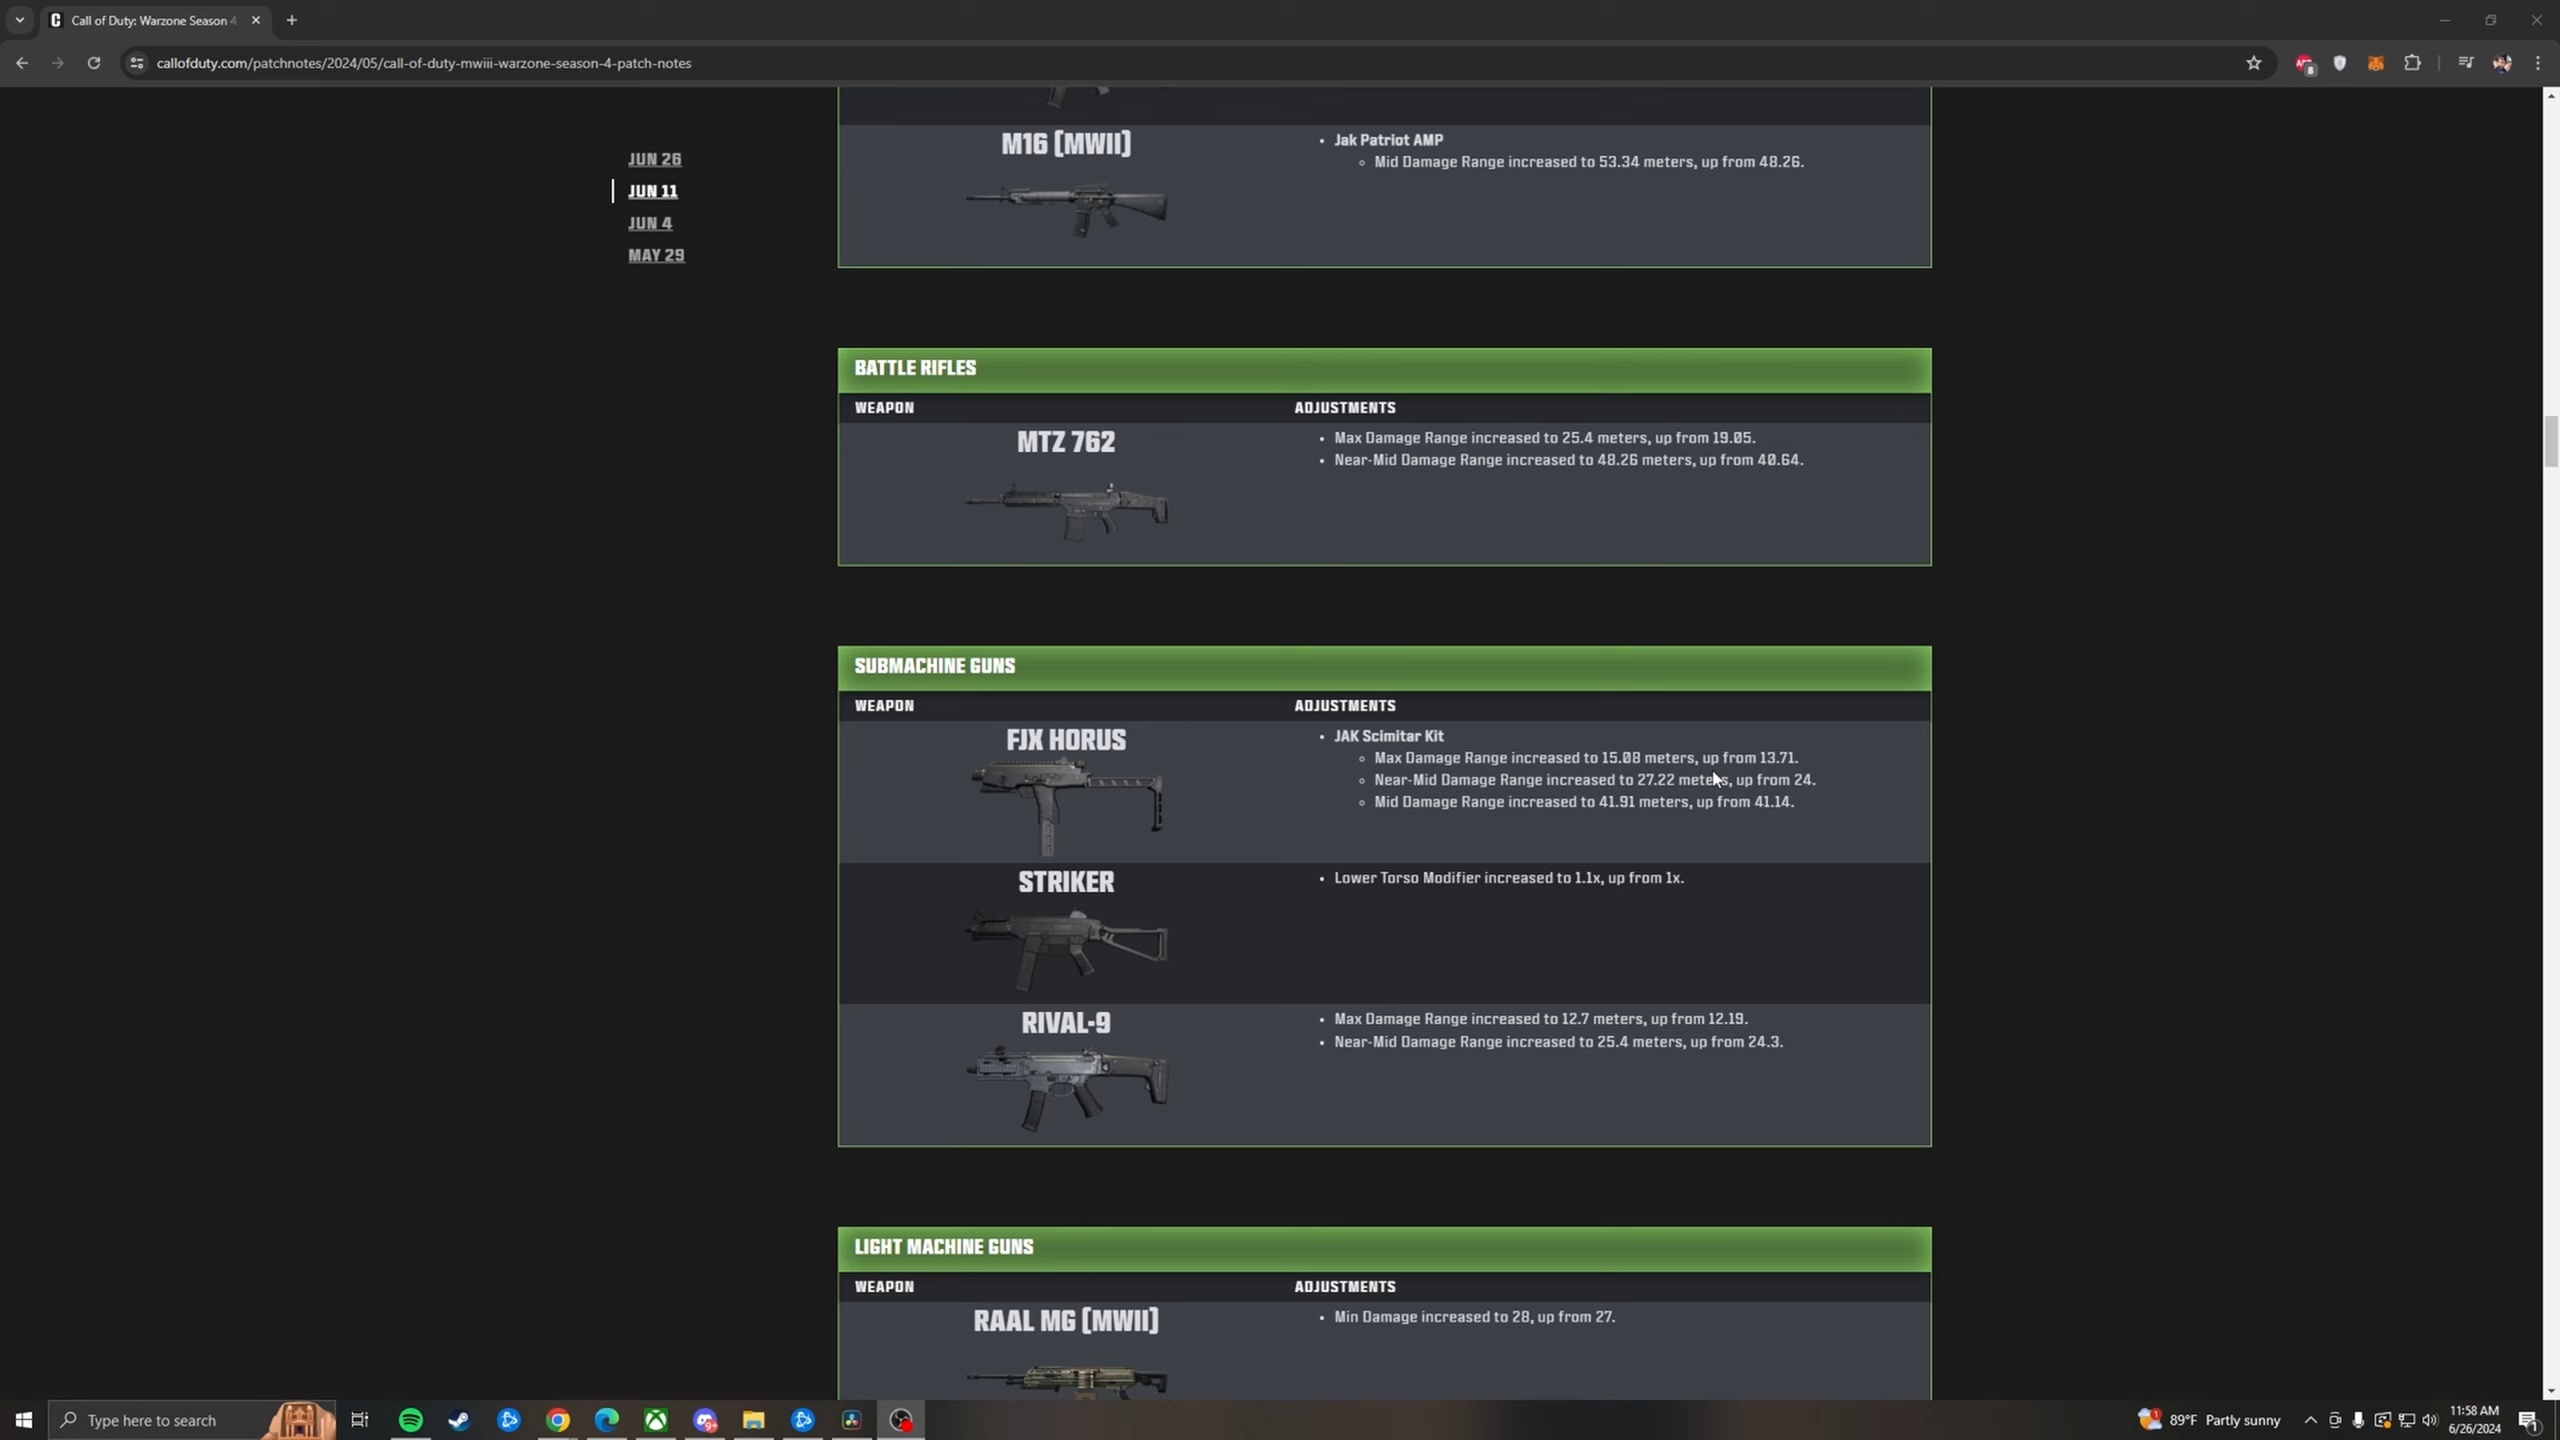 Call of Duty: Warzone Season 4
callofduty.com/patchnotes/2024/05/call-of-duty-mwiii-warzone-season-4-patch-notes
JUN 26
JUN 11
JUN 4
MAY 29
M16 (MWII)
Jak Patriot AMP
Mid Damage Range increased to 53.34 meters, up from 48.26.
BATTLE RIFLES
WEAPON
ADJUSTMENTS
MTZ 762
Max Damage Range increased to 25.4 meters, up from 19.05.
Near-Mid Damage Range increased to 48.26 meters, up from 40.64.
SUBMACHINE GUNS
WEAPON
ADJUSTMENTS
FJX HORUS
JAK Scimitar Kit
Max Damage Range increased to 15.08 meters, up from 13.71.
Near-Mid Damage Range increased to 27.22 meters, up from 24.
Mid Damage Range increased to 41.91 meters, up from 41.14.
STRIKER
Lower Torso Modifier increased to 1.1x, up from 1x.
RIVAL-9
Max Damage Range increased to 12.7 meters, up from 12.19.
Near-Mid Damage Range increased to 25.4 meters, up from 24.3.
LIGHT MACHINE GUNS
WEAPON
ADJUSTMENTS
RAAL MG (MWII)
Min Damage increased to 28, up from 27.
Type here to search
89°F Partly sunny
11:58 AM
6/26/2024